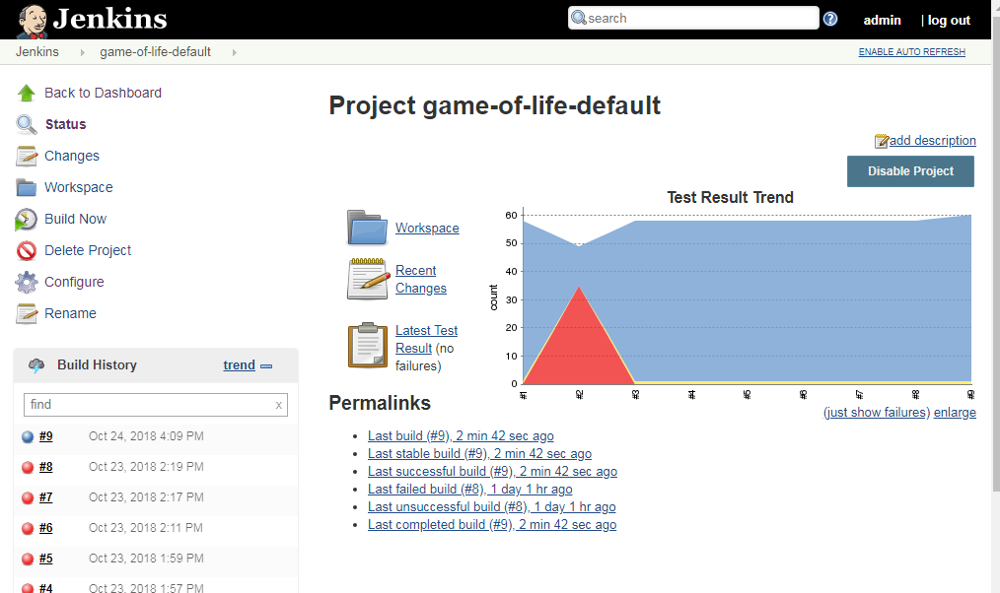 Jenkins
search
?
admin
| log out
Jenkins
game-of-life-default
ENABLE AUTO REFRESH
Back to Dashboard
Status
Changes
Workspace
Build Now
Delete Project
Configure
Rename
Build History
trend
find
x
#9 Oct 24, 2018 4:09 PM
#8 Oct 23, 2018 2:19 PM
#7 Oct 23, 2018 2:17 PM
#6 Oct 23, 2018 2:11 PM
#5 Oct 23, 2018 1:59 PM
#4 Oct 23, 2018 1:57 PM
Project game-of-life-default
add description
Disable Project
Workspace
Recent
Changes
Latest Test
Result (no
failures)
Test Result Trend
count
60
50
40
30
20
10
0
#1 #2 #3 #4 #5 #6 #7 #8 #9
(just show failures) enlarge
Permalinks
Last build (#9), 2 min 42 sec ago
Last stable build (#9), 2 min 42 sec ago
Last successful build (#9), 2 min 42 sec ago
Last failed build (#8), 1 day 1 hr ago
Last unsuccessful build (#8), 1 day 1 hr ago
Last completed build (#9), 2 min 42 sec ago